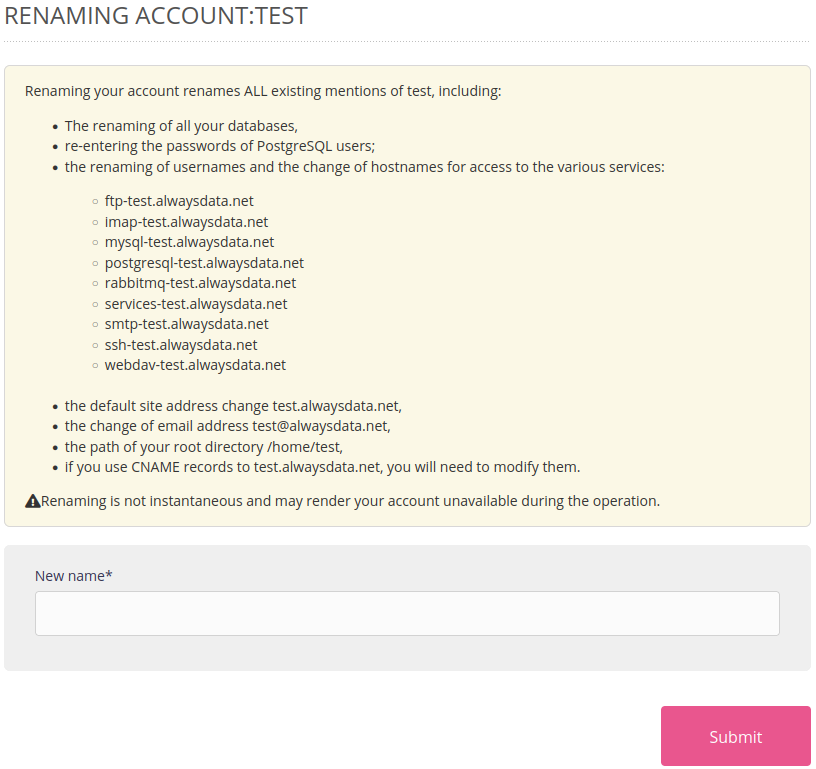 RENAMING ACCOUNT:TEST
Renaming your account renames ALL existing mentions of test, including:
• The renaming of all your databases,
• re-entering the passwords of PostgreSQL users;
• the renaming of usernames and the change of hostnames for access to the various services:
◦ ftp-test.alwaysdata.net
◦ imap-test.alwaysdata.net
◦ mysql-test.alwaysdata.net
◦ postgresql-test.alwaysdata.net
◦ rabbitmq-test.alwaysdata.net
◦ services-test.alwaysdata.net
◦ smtp-test.alwaysdata.net
◦ ssh-test.alwaysdata.net
◦ webdav-test.alwaysdata.net
• the default site address change test.alwaysdata.net,
• the change of email address test@alwaysdata.net,
• the path of your root directory /home/test,
• if you use CNAME records to test.alwaysdata.net, you will need to modify them.
Renaming is not instantaneous and may render your account unavailable during the operation.
New name*
Submit